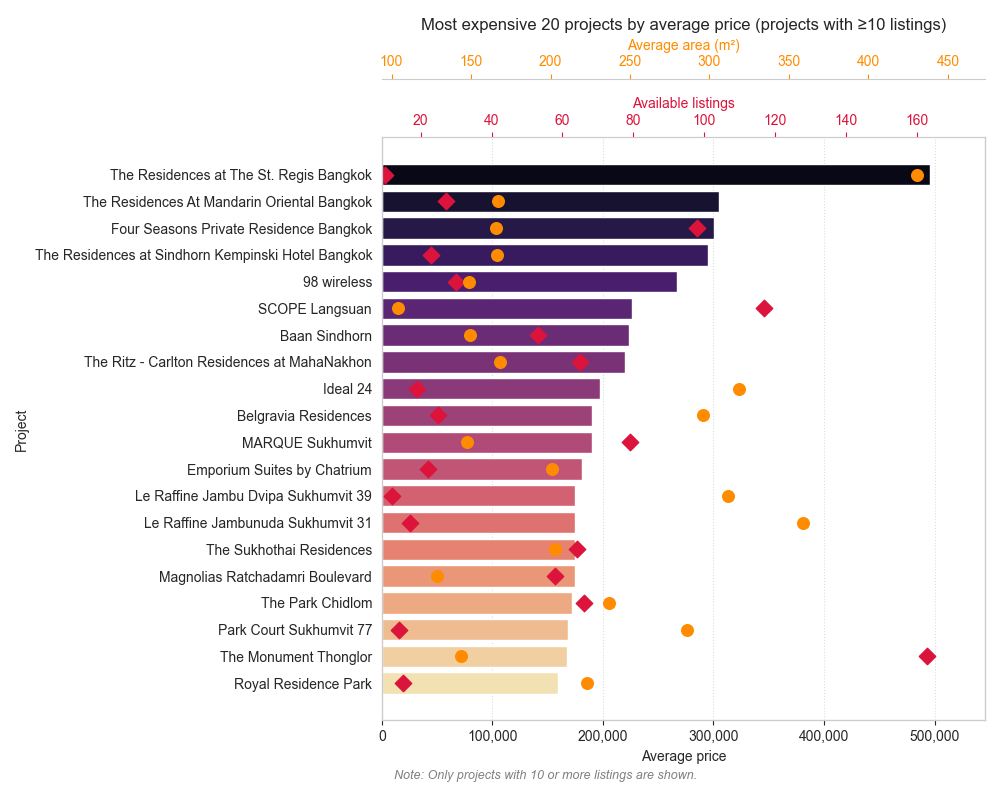 Most expensive 20 projects by average price (projects with ≥10 listings)
Average area (m²)
100 150 200 250 300 350 400 450
Available listings
20 40 60 80 100 120 140 160
Project
The Residences at The St. Regis Bangkok
The Residences At Mandarin Oriental Bangkok
Four Seasons Private Residence Bangkok
The Residences at Sindhorn Kempinski Hotel Bangkok
98 wireless
SCOPE Langsuan
Baan Sindhorn
The Ritz - Carlton Residences at MahaNakhon
Ideal 24
Belgravia Residences
MARQUE Sukhumvit
Emporium Suites by Chatrium
Le Raffine Jambu Dvipa Sukhumvit 39
Le Raffine Jambunuda Sukhumvit 31
The Sukhothai Residences
Magnolias Ratchadamri Boulevard
The Park Chidlom
Park Court Sukhumvit 77
The Monument Thonglor
Royal Residence Park
0 100,000 200,000 300,000 400,000 500,000
Average price
Note: Only projects with 10 or more listings are shown.